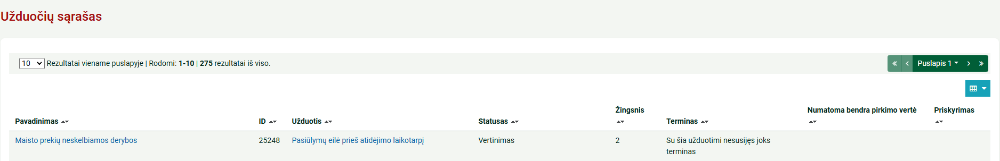 Užduočių sąrašas
10 Rezultatai viename puslapyje | Rodomi: 1-10 | 275 rezultatai iš viso.
« ‹ Puslapis 1 › »
Pavadinimas ID Užduotis Statusas Žingsnis Terminas Numatoma bendra pirkimo vertė Priskyrimas
Maisto prekių neskelbiamos derybos 25248 Pasiūlymų eilė prieš atidėjimo laikotarpį Vertinimas 2 Su šia užduotimi nesusijęs joks
terminas